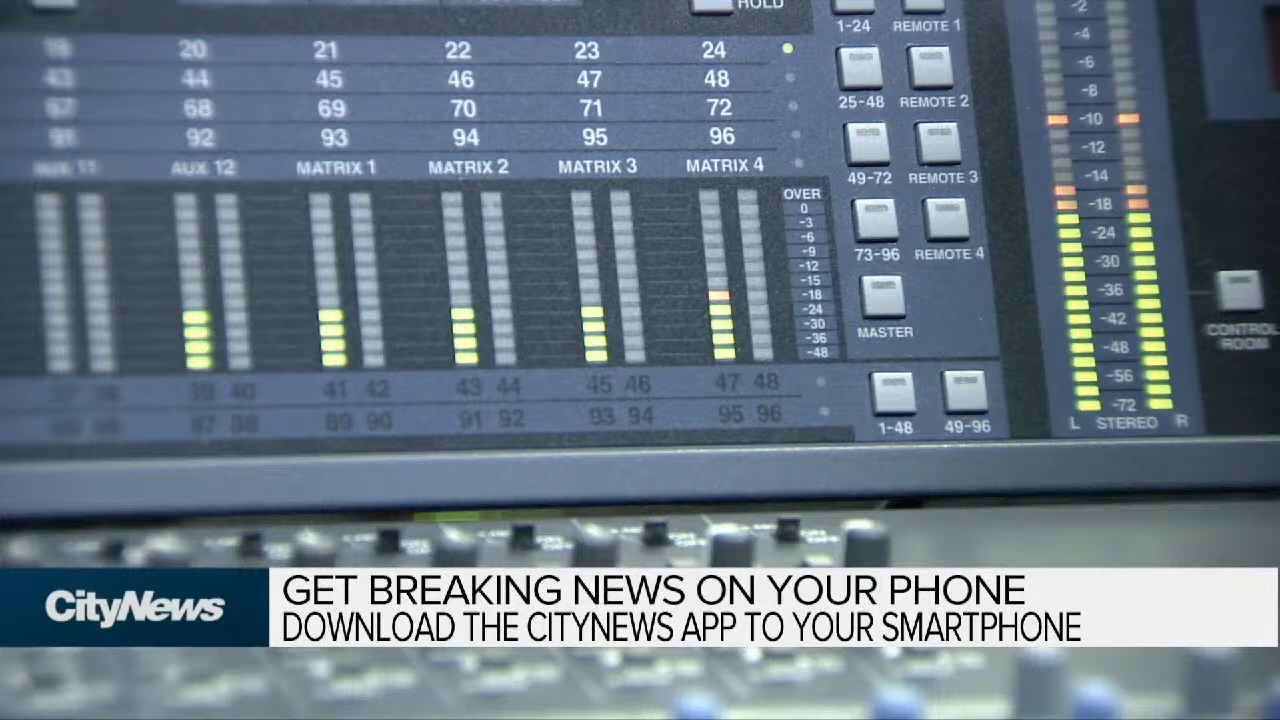 HOLD
1-24 REMOTE 1
19 20 21 22 23 24
43 44 45 46 47 48
67 68 69 70 71 72
91 92 93 94 95 96
AUX 11 AUX 12 MATRIX 1 MATRIX 2 MATRIX 3 MATRIX 4
25-48 REMOTE 2
49-72 REMOTE 3
73-96 REMOTE 4
MASTER
OVER
0
-3
-6
-9
-12
-15
-18
-24
-30
-36
-48
39 40 41 42 43 44 45 46 47 48
87 88 89 90 91 92 93 94 95 96
1-48 49-96
-2
-4
-6
-8
-10
-12
-14
-18
-24
-30
-36
-42
-48
-56
-72
L STEREO R
CONTROL
ROOM
CityNews
GET BREAKING NEWS ON YOUR PHONE
DOWNLOAD THE CITYNEWS APP TO YOUR SMARTPHONE